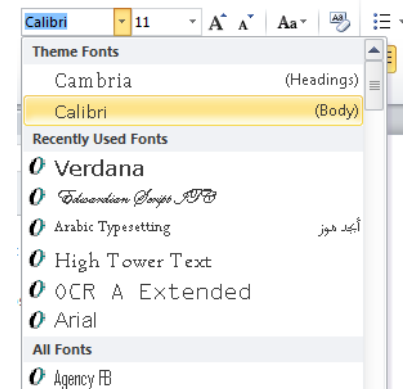 Calibri 11 A A Aa
Theme Fonts
Cambria (Headings)
Calibri (Body)
Recently Used Fonts
Verdana
Edwardian Script ITC
Arabic Typesetting أبجد هوز
High Tower Text
OCR A Extended
Arial
All Fonts
Agency FB